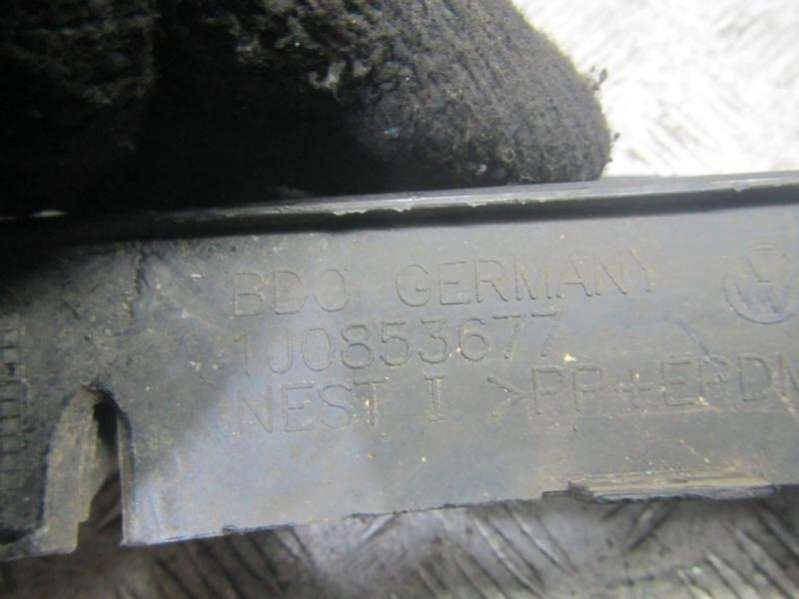 BDO GERMANY
1J0853677
NEST I >PP+EPDM